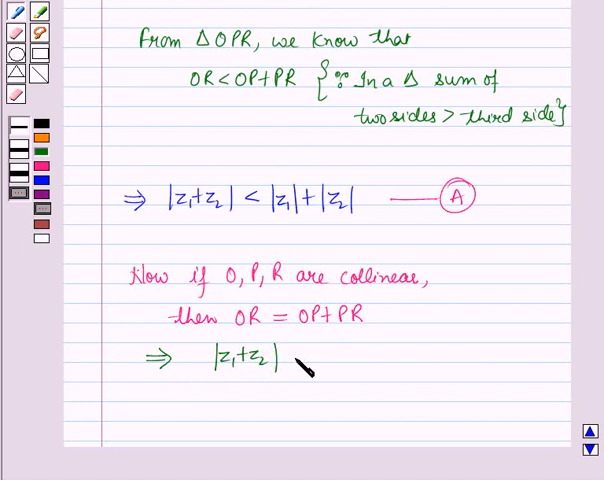 From △OPR, we know that
OR < OP + PR {∵ In a △ sum of
two sides > third side}
⇒ |z₁+z₂| < |z₁| + |z₂| —— Ⓐ
Now if O, P, R are collinear,
then OR = OP + PR
⇒ |z₁+z₂|